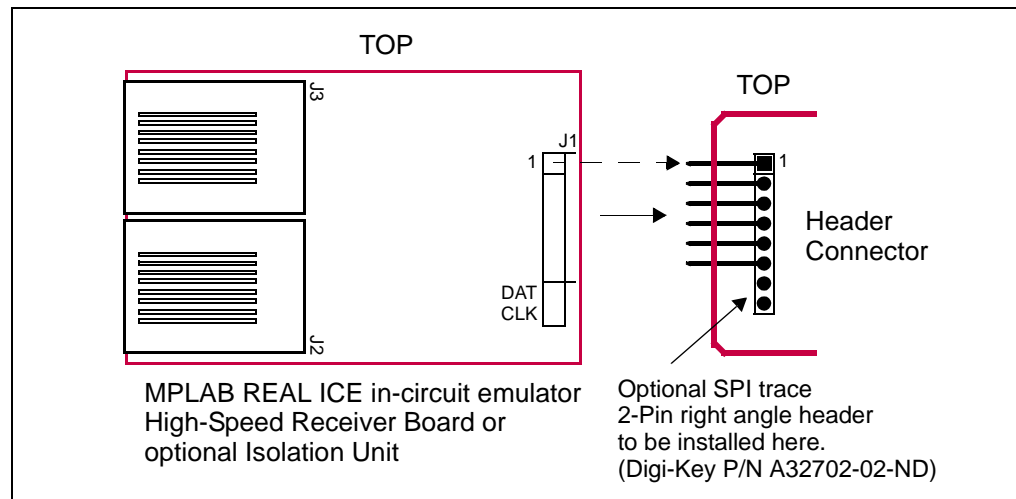 TOP
TOP
J3
J1
1
1
Header
Connector
DAT
CLK
J2
MPLAB REAL ICE in-circuit emulator
High-Speed Receiver Board or
optional Isolation Unit
Optional SPI trace
2-Pin right angle header
to be installed here.
(Digi-Key P/N A32702-02-ND)